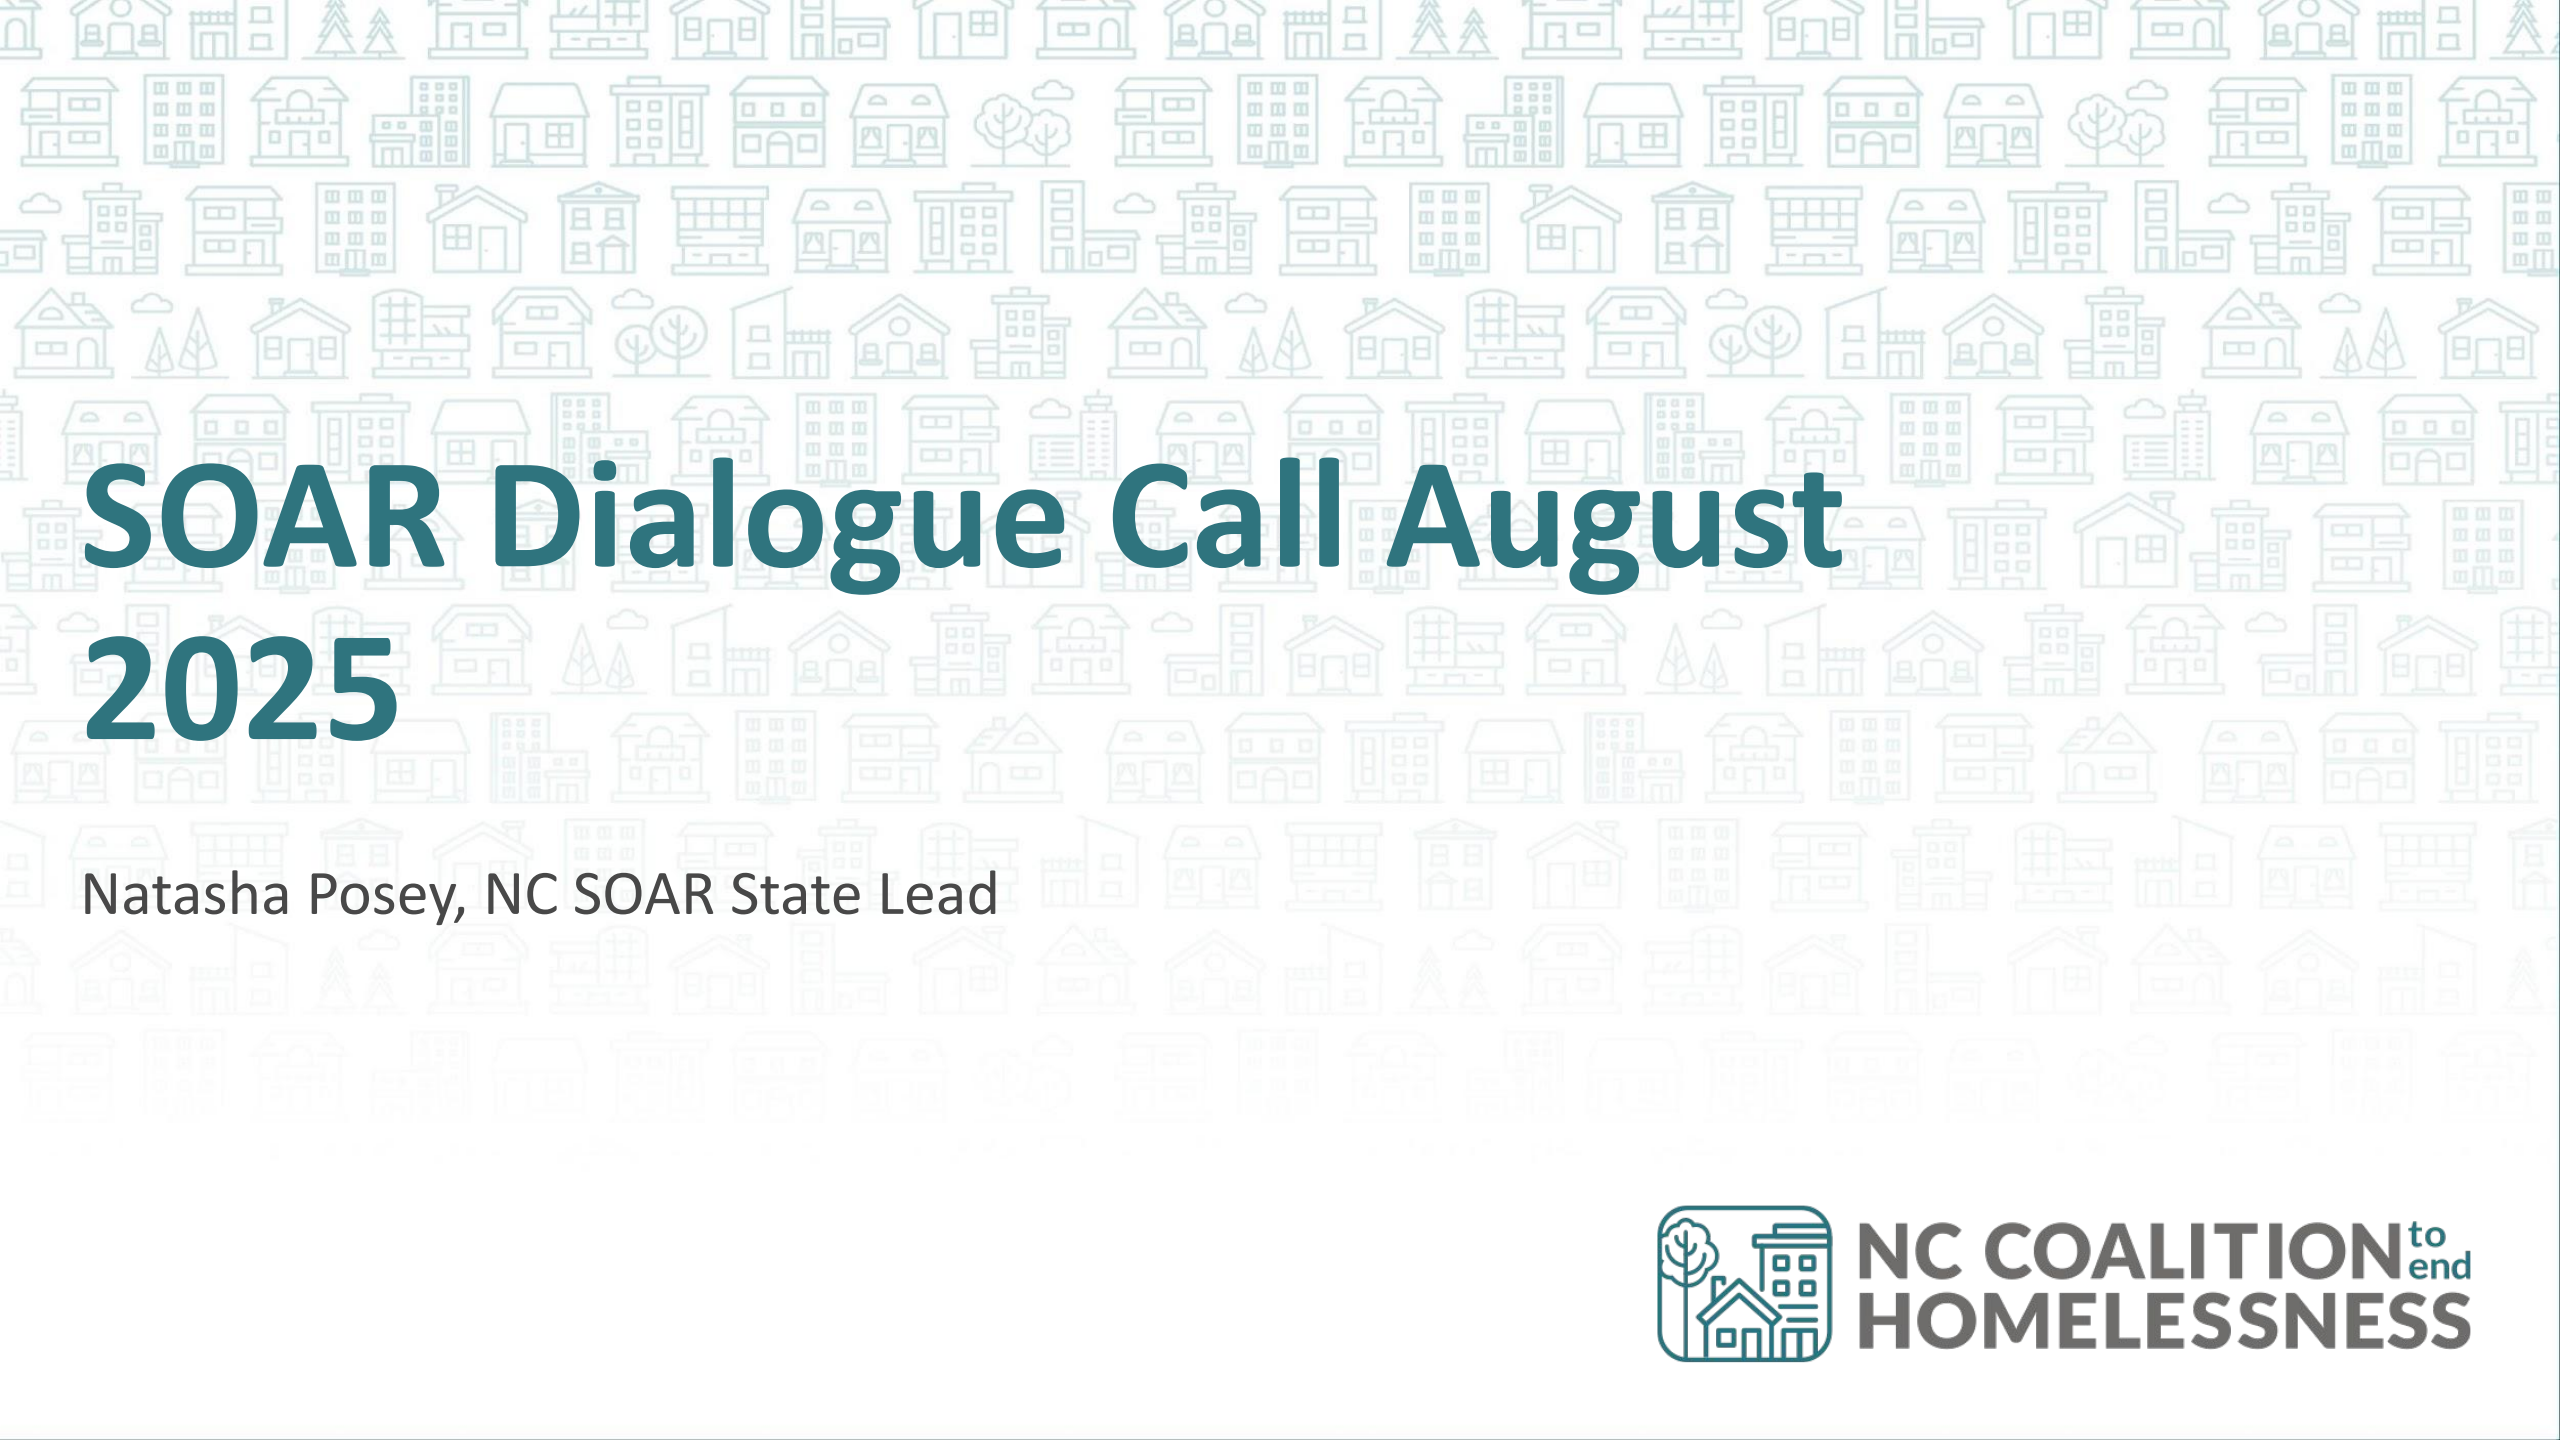 SOAR Dialogue Call August
2025
Natasha Posey, NC SOAR State Lead
NC COALITION to end
HOMELESSNESS